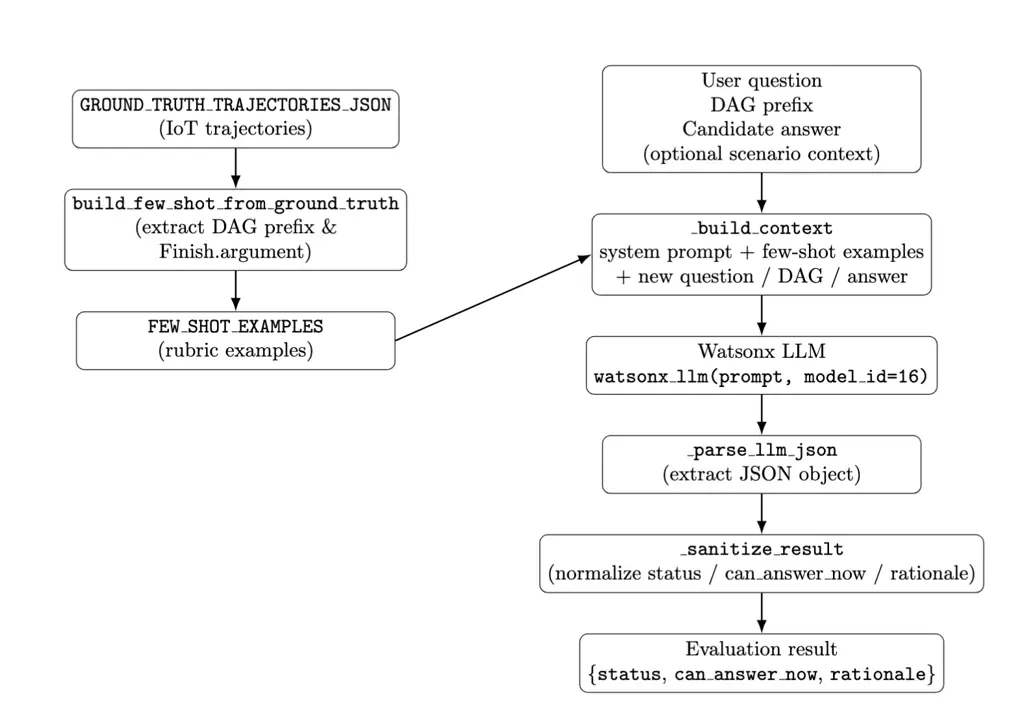 GROUND_TRUTH_TRAJECTORIES_JSON
(IoT trajectories)
build_few_shot_from_ground_truth
(extract DAG prefix &
Finish.argument)
FEW_SHOT_EXAMPLES
(rubric examples)
User question
DAG prefix
Candidate answer
(optional scenario context)
_build_context
system prompt + few-shot examples
+ new question / DAG / answer
Watsonx LLM
watsonx_llm(prompt, model_id=16)
_parse_llm_json
(extract JSON object)
_sanitize_result
(normalize status / can_answer_now / rationale)
Evaluation result
{status, can_answer_now, rationale}